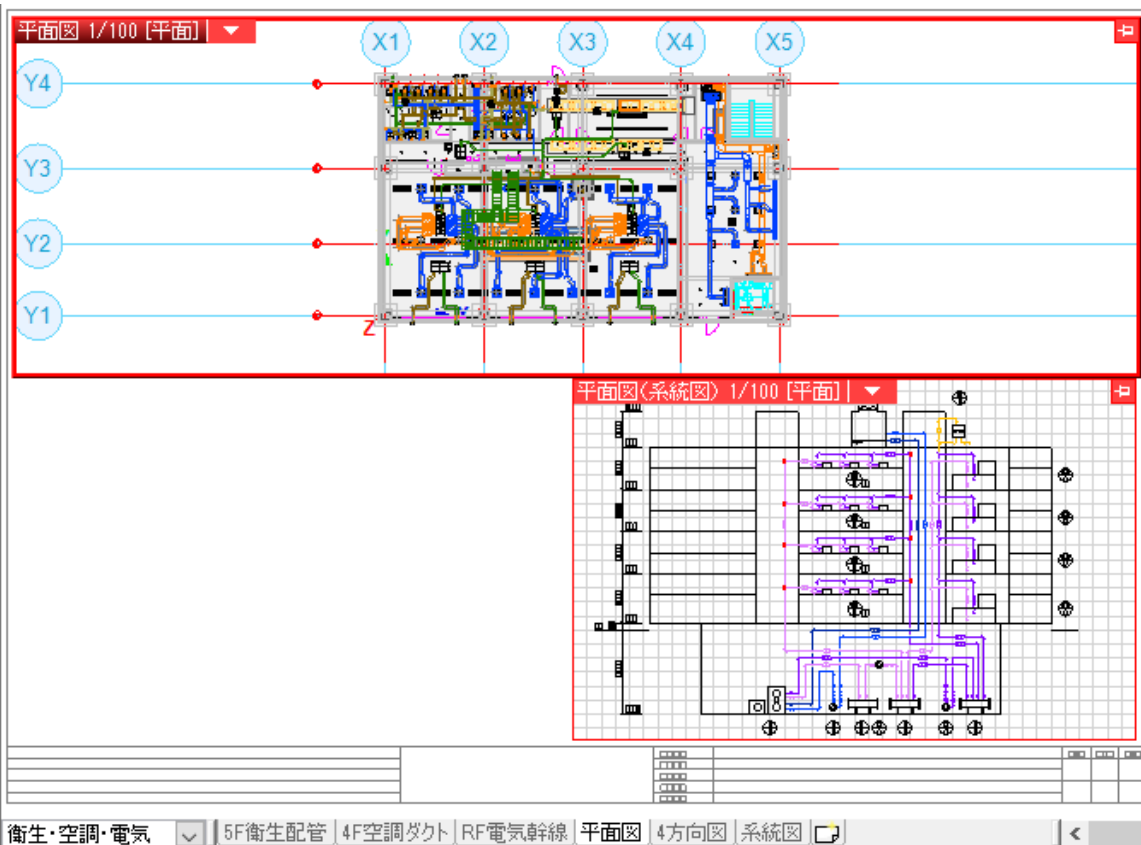 平面図 1/100 [平面]
X1 X2 X3 X4 X5
Y4
Y3
Y2
Y1
Z
平面図(系統図) 1/100 [平面]
衛生・空調・電気 5F衛生配管 4F空調ダクト RF電気幹線 平面図 4方向図 系統図